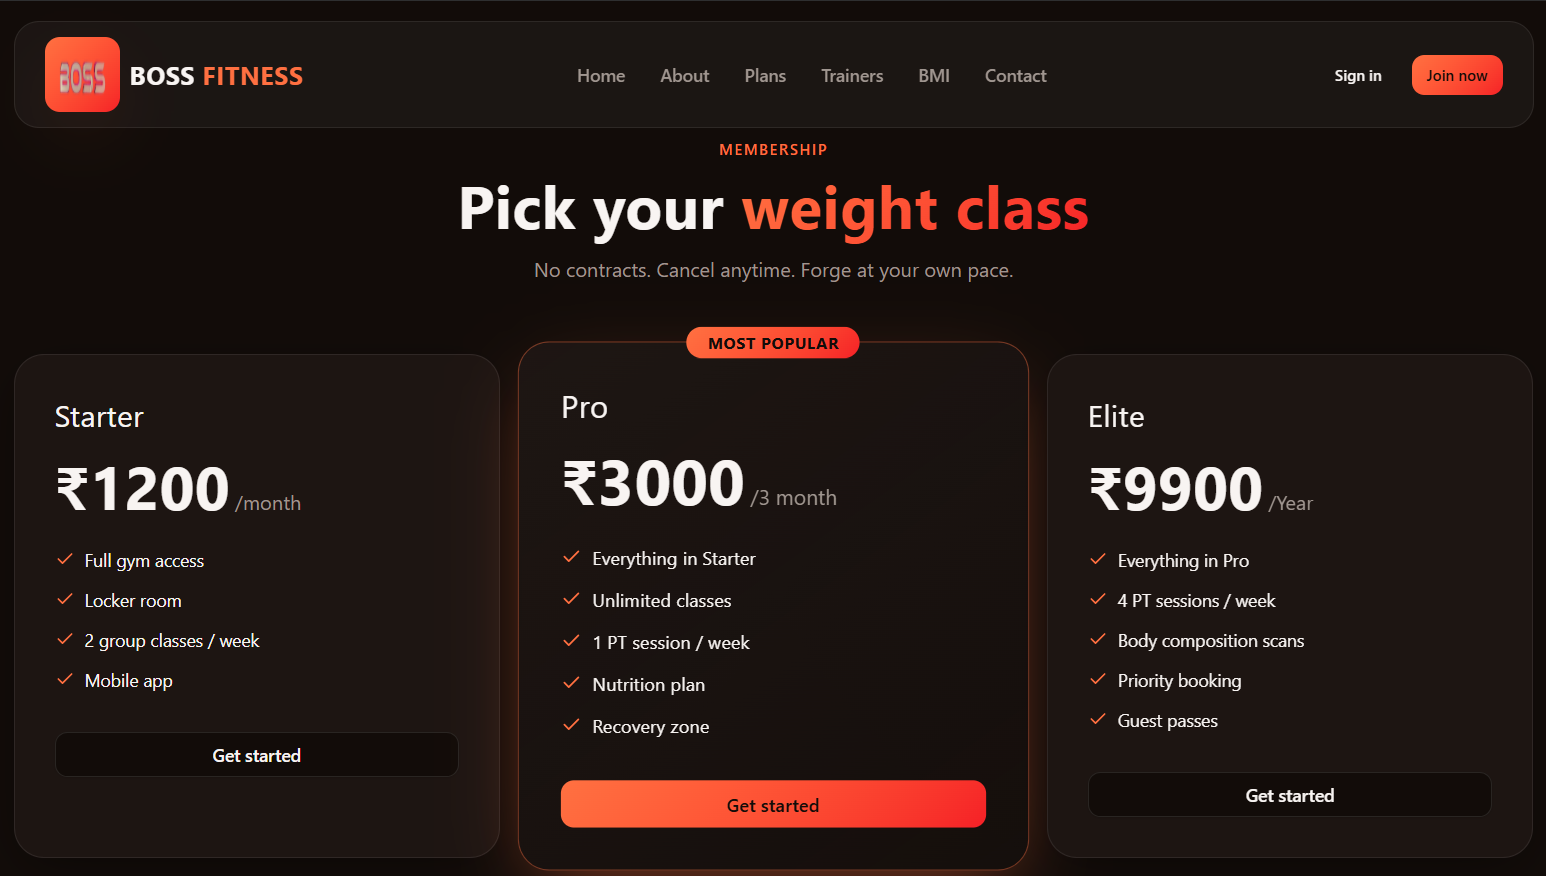 BOSS
BOSS FITNESS
Home About Plans Trainers BMI Contact
Sign in
Join now
MEMBERSHIP
Pick your weight class
No contracts. Cancel anytime. Forge at your own pace.
Starter
₹1200 /month
Full gym access
Locker room
2 group classes / week
Mobile app
Get started
MOST POPULAR
Pro
₹3000 /3 month
Everything in Starter
Unlimited classes
1 PT session / week
Nutrition plan
Recovery zone
Get started
Elite
₹9900 /Year
Everything in Pro
4 PT sessions / week
Body composition scans
Priority booking
Guest passes
Get started